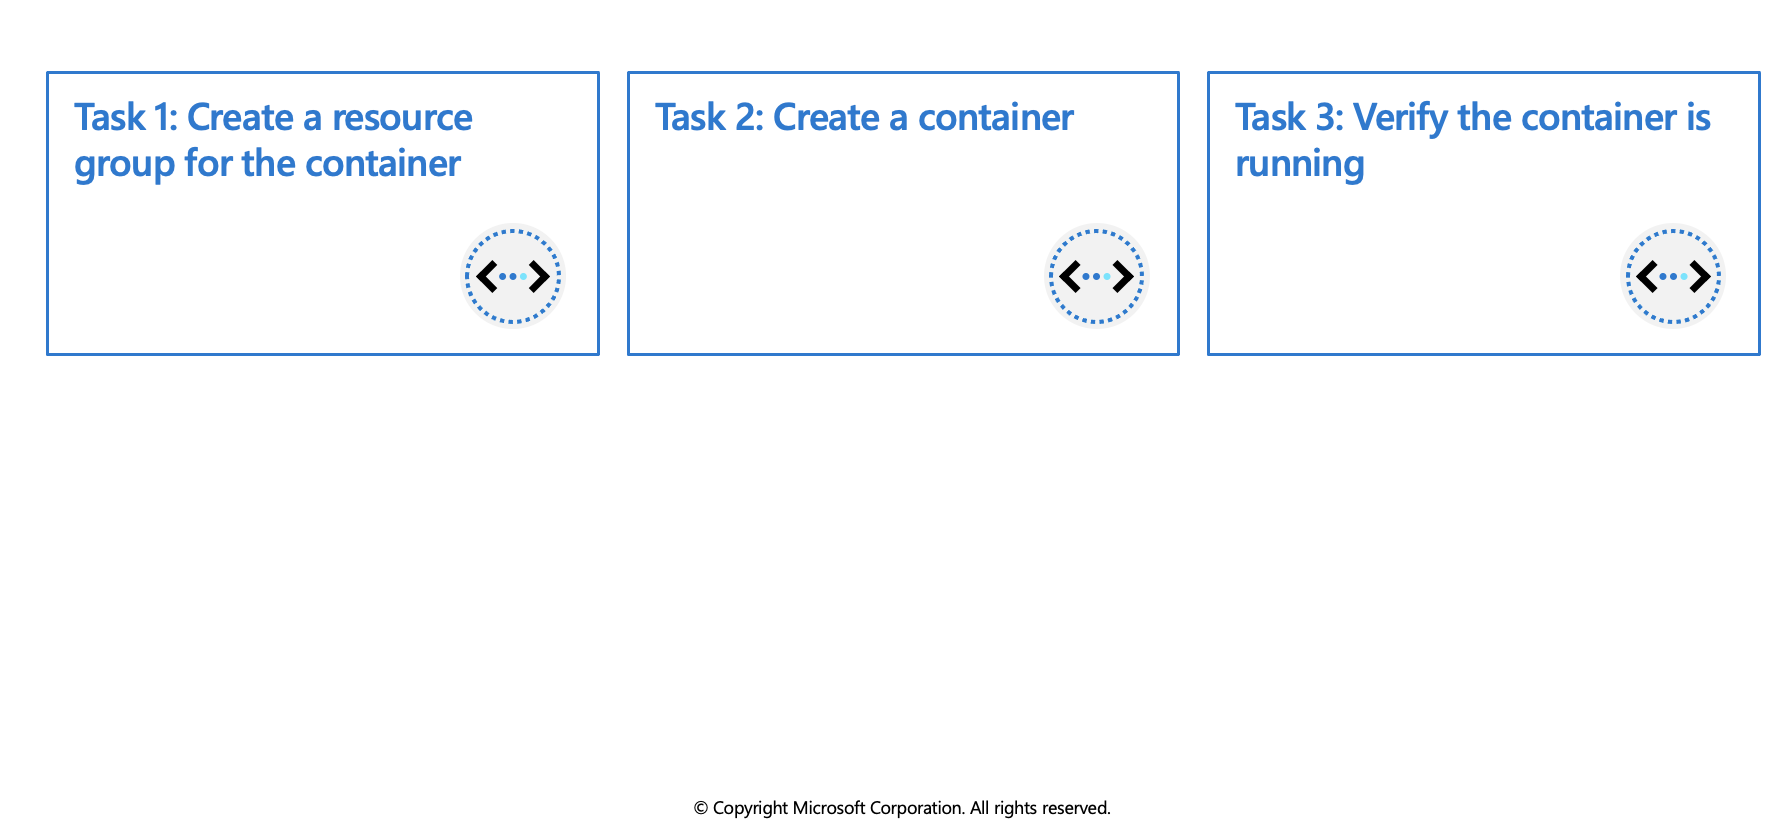 Task 1: Create a resource
group for the container
Task 2: Create a container
Task 3: Verify the container is
running
© Copyright Microsoft Corporation. All rights reserved.